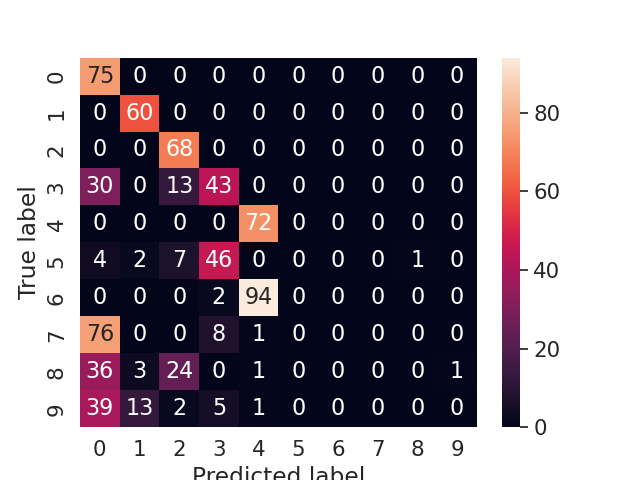 0 75 0 0 0 0 0 0 0 0 0
1 0 60 0 0 0 0 0 0 0 0 80
2 0 0 68 0 0 0 0 0 0 0
3 30 0 13 43 0 0 0 0 0 0 60
4 0 0 0 0 72 0 0 0 0 0
5 4 2 7 46 0 0 0 0 1 0 40
6 0 0 0 2 94 0 0 0 0 0
7 76 0 0 8 1 0 0 0 0 0 20
8 36 3 24 0 1 0 0 0 0 1
9 39 13 2 5 1 0 0 0 0 0 0
0 1 2 3 4 5 6 7 8 9
True label
Predicted label